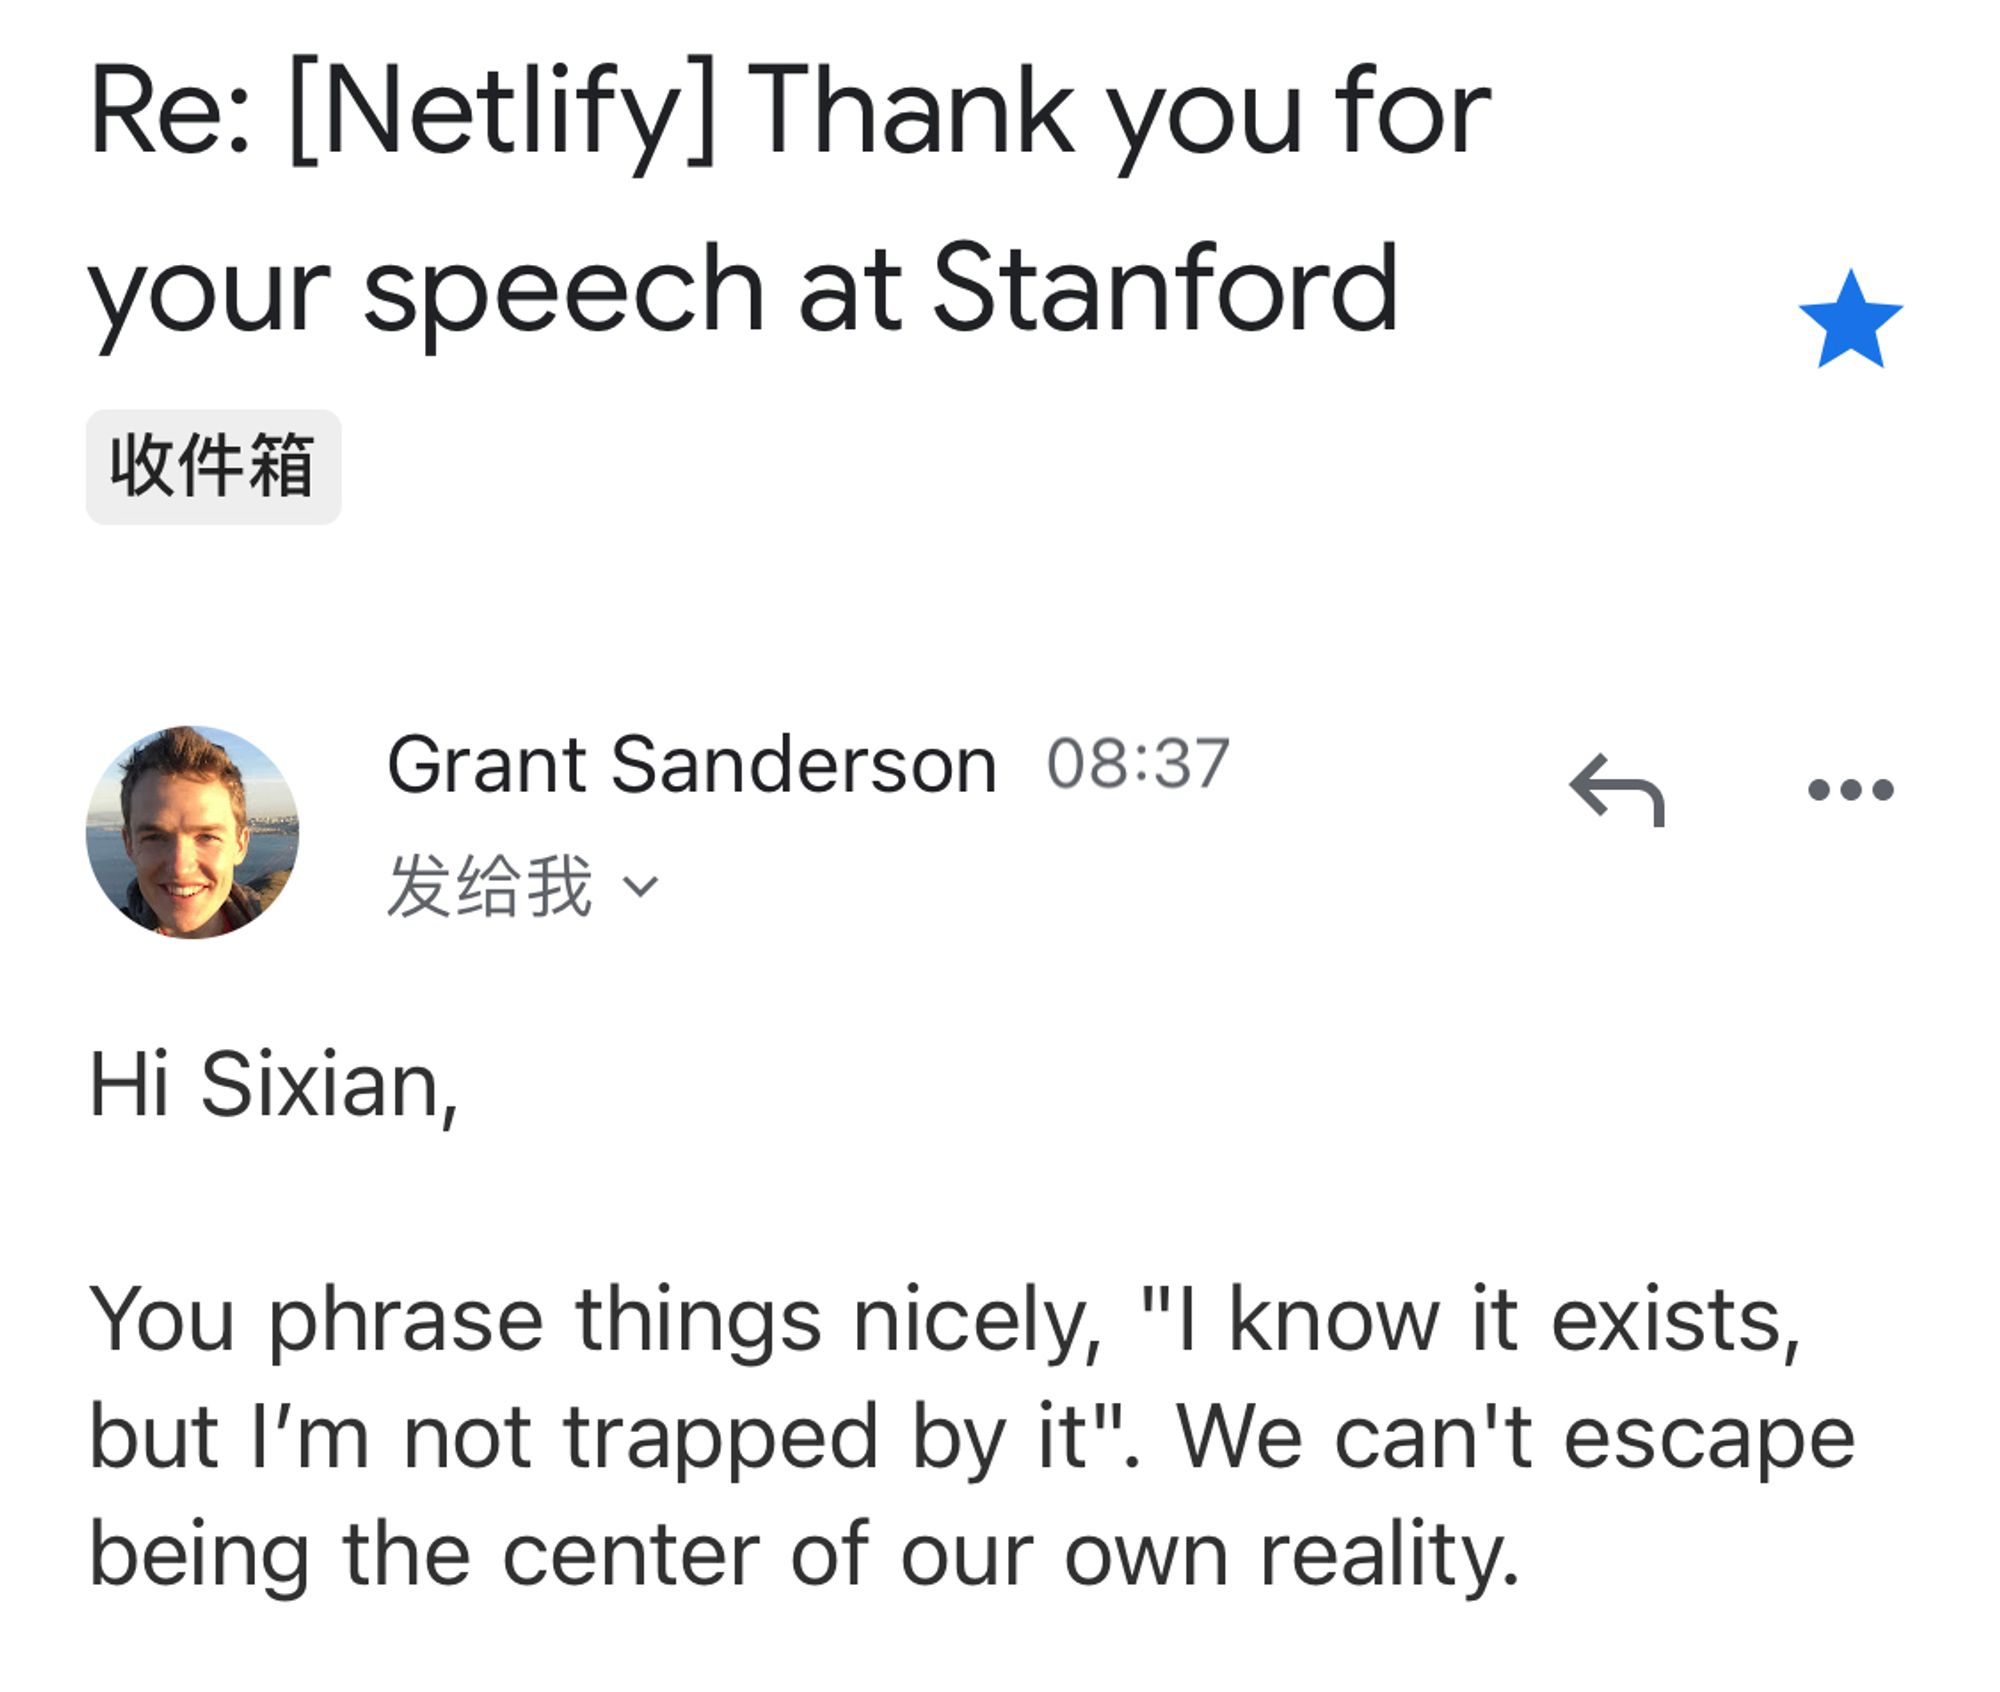 Re: [Netlify] Thank you for
your speech at Stanford
收件箱
Grant Sanderson 08:37
发给我
Hi Sixian,
You phrase things nicely, "I know it exists,
but I’m not trapped by it". We can't escape
being the center of our own reality.